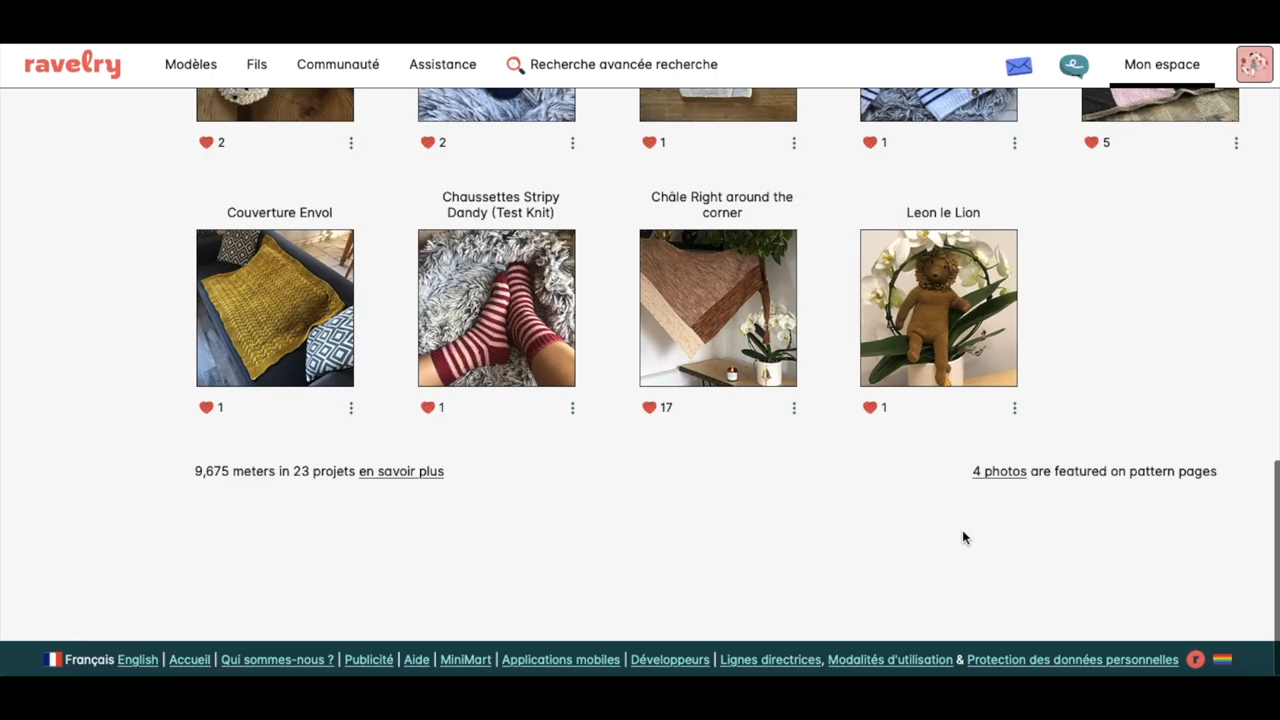 ravelry
Modèles
Fils
Communauté
Assistance
Recherche avancée recherche
Mon espace
2
2
1
1
5
Couverture Envol
Chaussettes Stripy
Dandy (Test Knit)
Châle Right around the
corner
Leon le Lion
1
1
17
1
9,675 meters in 23 projets en savoir plus
4 photos are featured on pattern pages
Français English | Accueil | Qui sommes-nous ? | Publicité | Aide | MiniMart | Applications mobiles | Développeurs | Lignes directrices, Modalités d'utilisation & Protection des données personnelles r